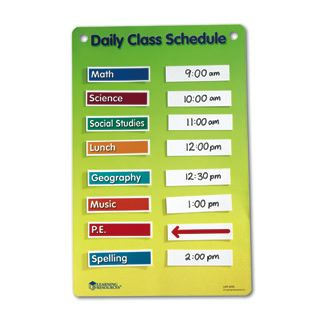 Daily Class Schedule
Math 9:00 am
Science 10:00 am
Social Studies 11:00 am
Lunch 12:00 pm
Geography 12:30 pm
Music 1:00 pm
P.E.
Spelling 2:00 pm
LEARNING RESOURCES